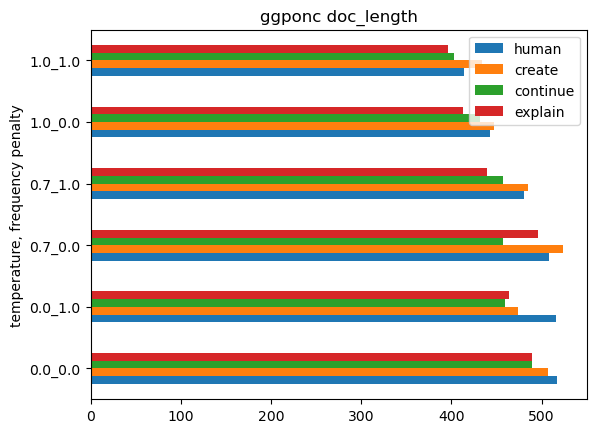 ggponc doc_length
human
create
continue
explain
temperature, frequency penalty
1.0_1.0
1.0_0.0
0.7_1.0
0.7_0.0
0.0_1.0
0.0_0.0
0 100 200 300 400 500